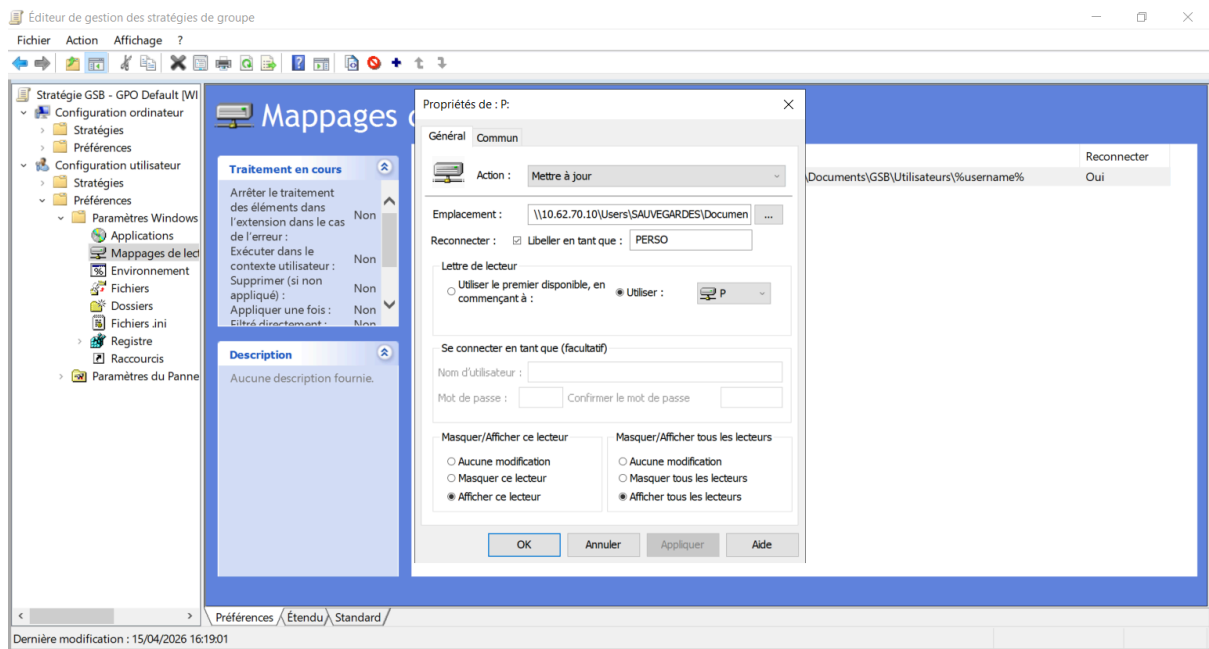 Éditeur de gestion des stratégies de groupe
Fichier Action Affichage ?
Stratégie GSB - GPO Default [WI
Configuration ordinateur
Stratégies
Préférences
Configuration utilisateur
Stratégies
Préférences
Paramètres Windows
Applications
Mappages de lect
Environnement
Fichiers
Dossiers
Fichiers .ini
Registre
Raccourcis
Paramètres du Panne
Mappages
Traitement en cours
Arrêter le traitement
des éléments dans
l'extension dans le cas Non
de l'erreur :
Exécuter dans le
contexte utilisateur : Non
Supprimer (si non
appliqué) : Non
Appliquer une fois : Non
Filtré directement : Non
Description
Aucune description fournie.
Reconnecter
\Documents\GSB\Utilisateurs\%username% Oui
Propriétés de : P:
Général Commun
Action : Mettre à jour
Emplacement : \\10.62.70.10\Users\SAUVEGARDES\Documen ...
Reconnecter : Libeller en tant que : PERSO
Lettre de lecteur
Utiliser le premier disponible, en
commençant à :
Utiliser : P
Se connecter en tant que (facultatif)
Nom d'utilisateur :
Mot de passe : Confirmer le mot de passe
Masquer/Afficher ce lecteur
Aucune modification
Masquer ce lecteur
Afficher ce lecteur
Masquer/Afficher tous les lecteurs
Aucune modification
Masquer tous les lecteurs
Afficher tous les lecteurs
OK Annuler Appliquer Aide
Préférences Étendu Standard
Dernière modification : 15/04/2026 16:19:01